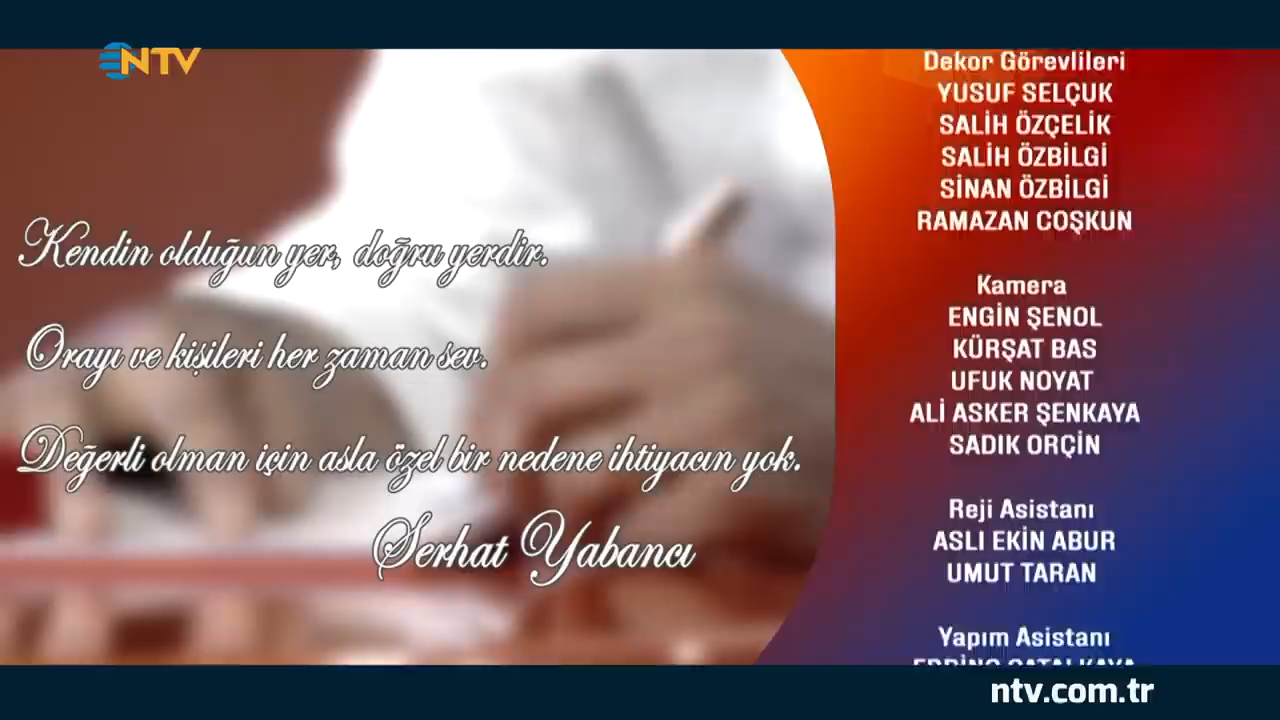 NTV
Kendin olduğun yer, doğru yerdir.
Orayı ve kişileri her zaman sev.
Değerli olman için asla özel bir nedene ihtiyacın yok.
Serhat Yabancı
Dekor Görevlileri
YUSUF SELÇUK
SALİH ÖZÇELİK
SALİH ÖZBİLGİ
SİNAN ÖZBİLGİ
RAMAZAN COŞKUN
Kamera
ENGİN ŞENOL
KÜRŞAT BAS
UFUK NOYAT
ALİ ASKER ŞENKAYA
SADIK ORÇİN
Reji Asistanı
ASLI EKİN ABUR
UMUT TARAN
Yapım Asistanı
ntv.com.tr